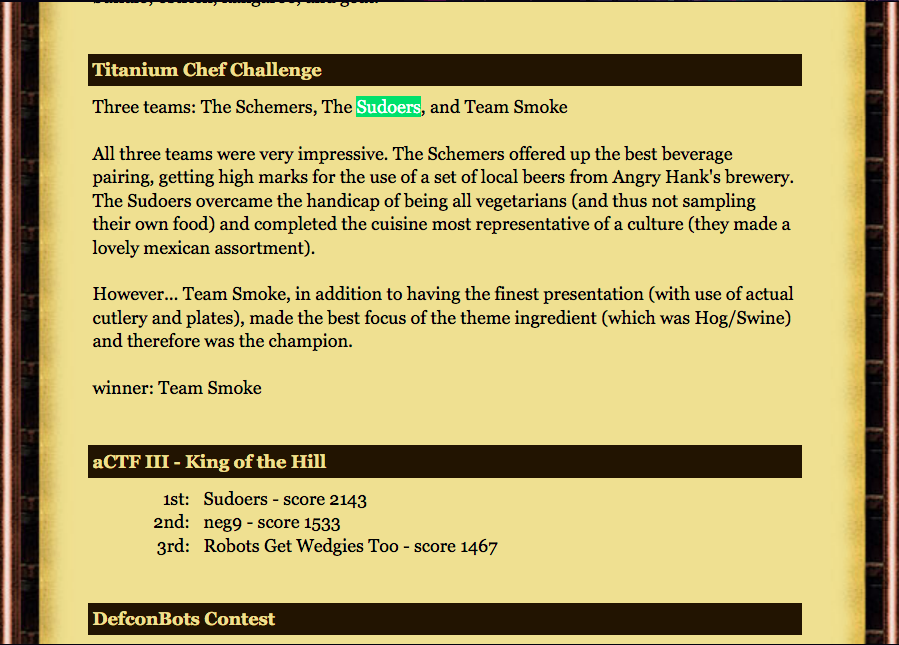 Titanium Chef Challenge
Three teams: The Schemers, The Sudoers, and Team Smoke
All three teams were very impressive. The Schemers offered up the best beverage
pairing, getting high marks for the use of a set of local beers from Angry Hank's brewery.
The Sudoers overcame the handicap of being all vegetarians (and thus not sampling
their own food) and completed the cuisine most representative of a culture (they made a
lovely mexican assortment).
However... Team Smoke, in addition to having the finest presentation (with use of actual
cutlery and plates), made the best focus of the theme ingredient (which was Hog/Swine)
and therefore was the champion.
winner: Team Smoke
aCTF III - King of the Hill
1st: Sudoers - score 2143
2nd: neg9 - score 1533
3rd: Robots Get Wedgies Too - score 1467
DefconBots Contest